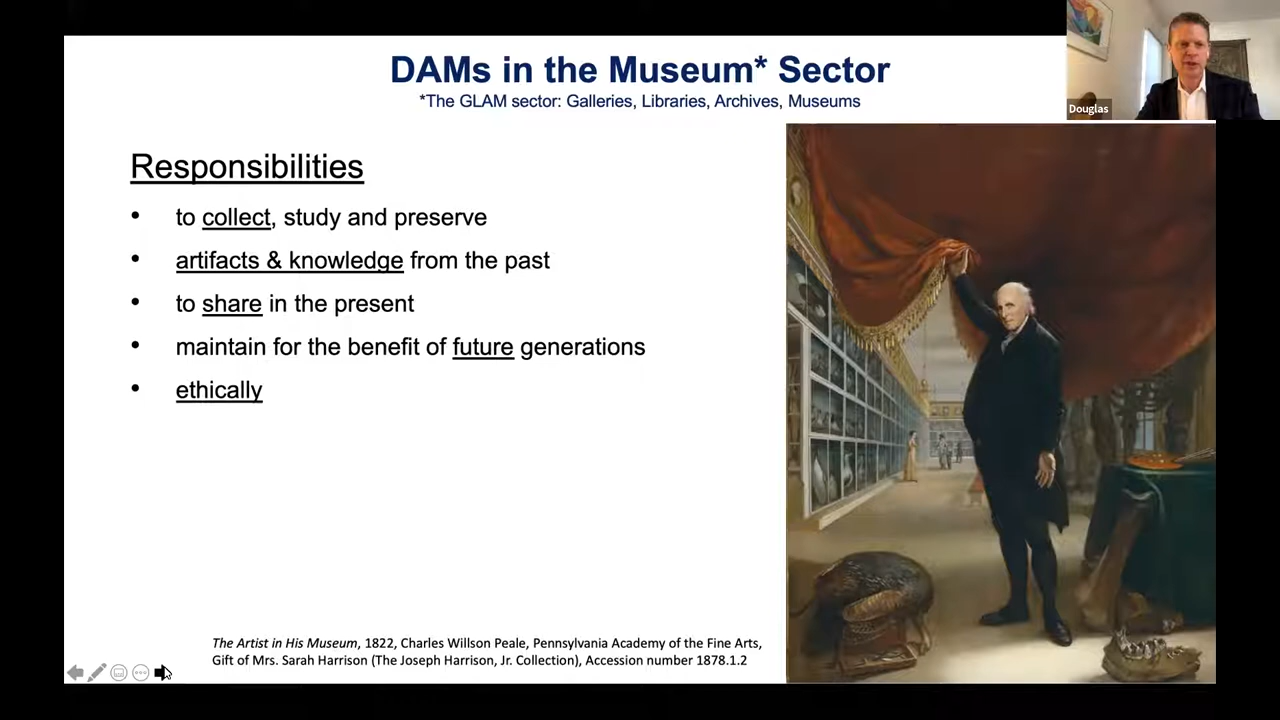 DAMs in the Museum* Sector
*The GLAM sector: Galleries, Libraries, Archives, Museums
Douglas
Responsibilities
• to collect, study and preserve
• artifacts & knowledge from the past
• to share in the present
• maintain for the benefit of future generations
• ethically
The Artist in His Museum, 1822, Charles Willson Peale, Pennsylvania Academy of the Fine Arts,
Gift of Mrs. Sarah Harrison (The Joseph Harrison, Jr. Collection), Accession number 1878.1.2